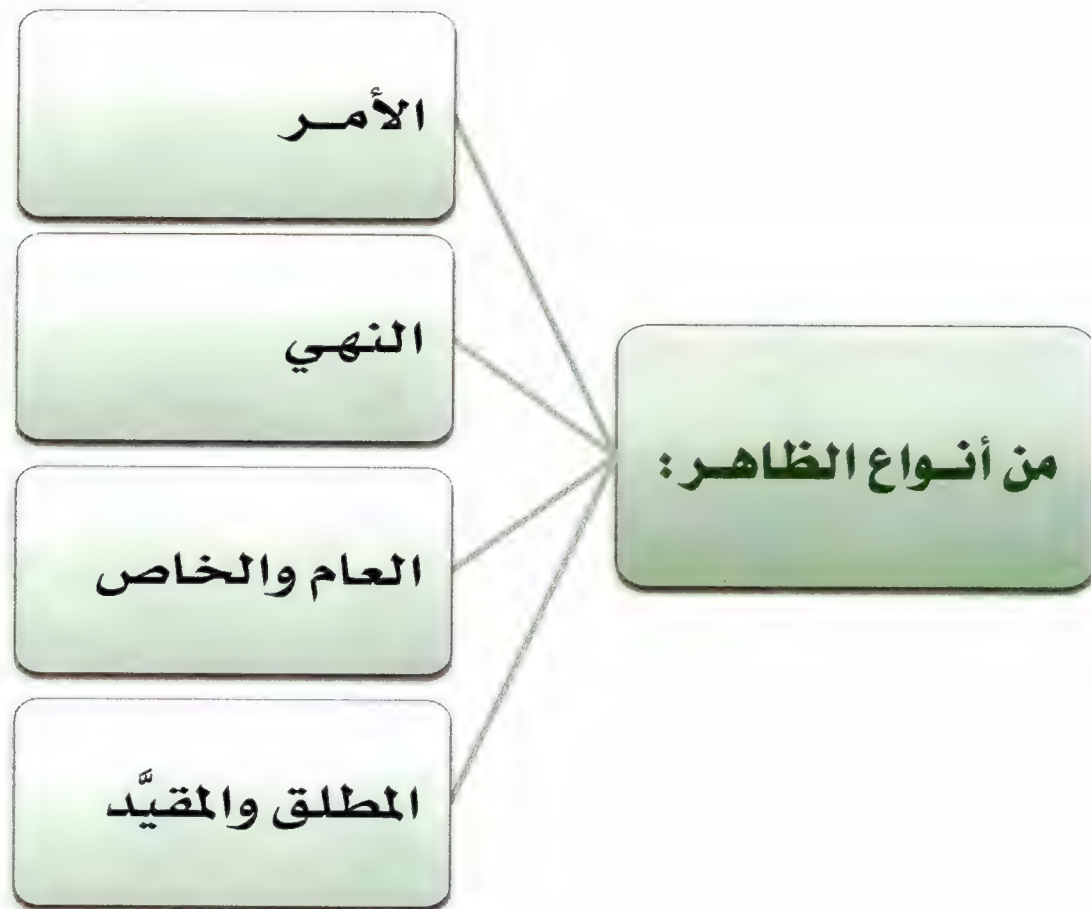 من أنواع الظاهر:
الأمر
النهي
العام والخاص
المطلق والمقيَّد